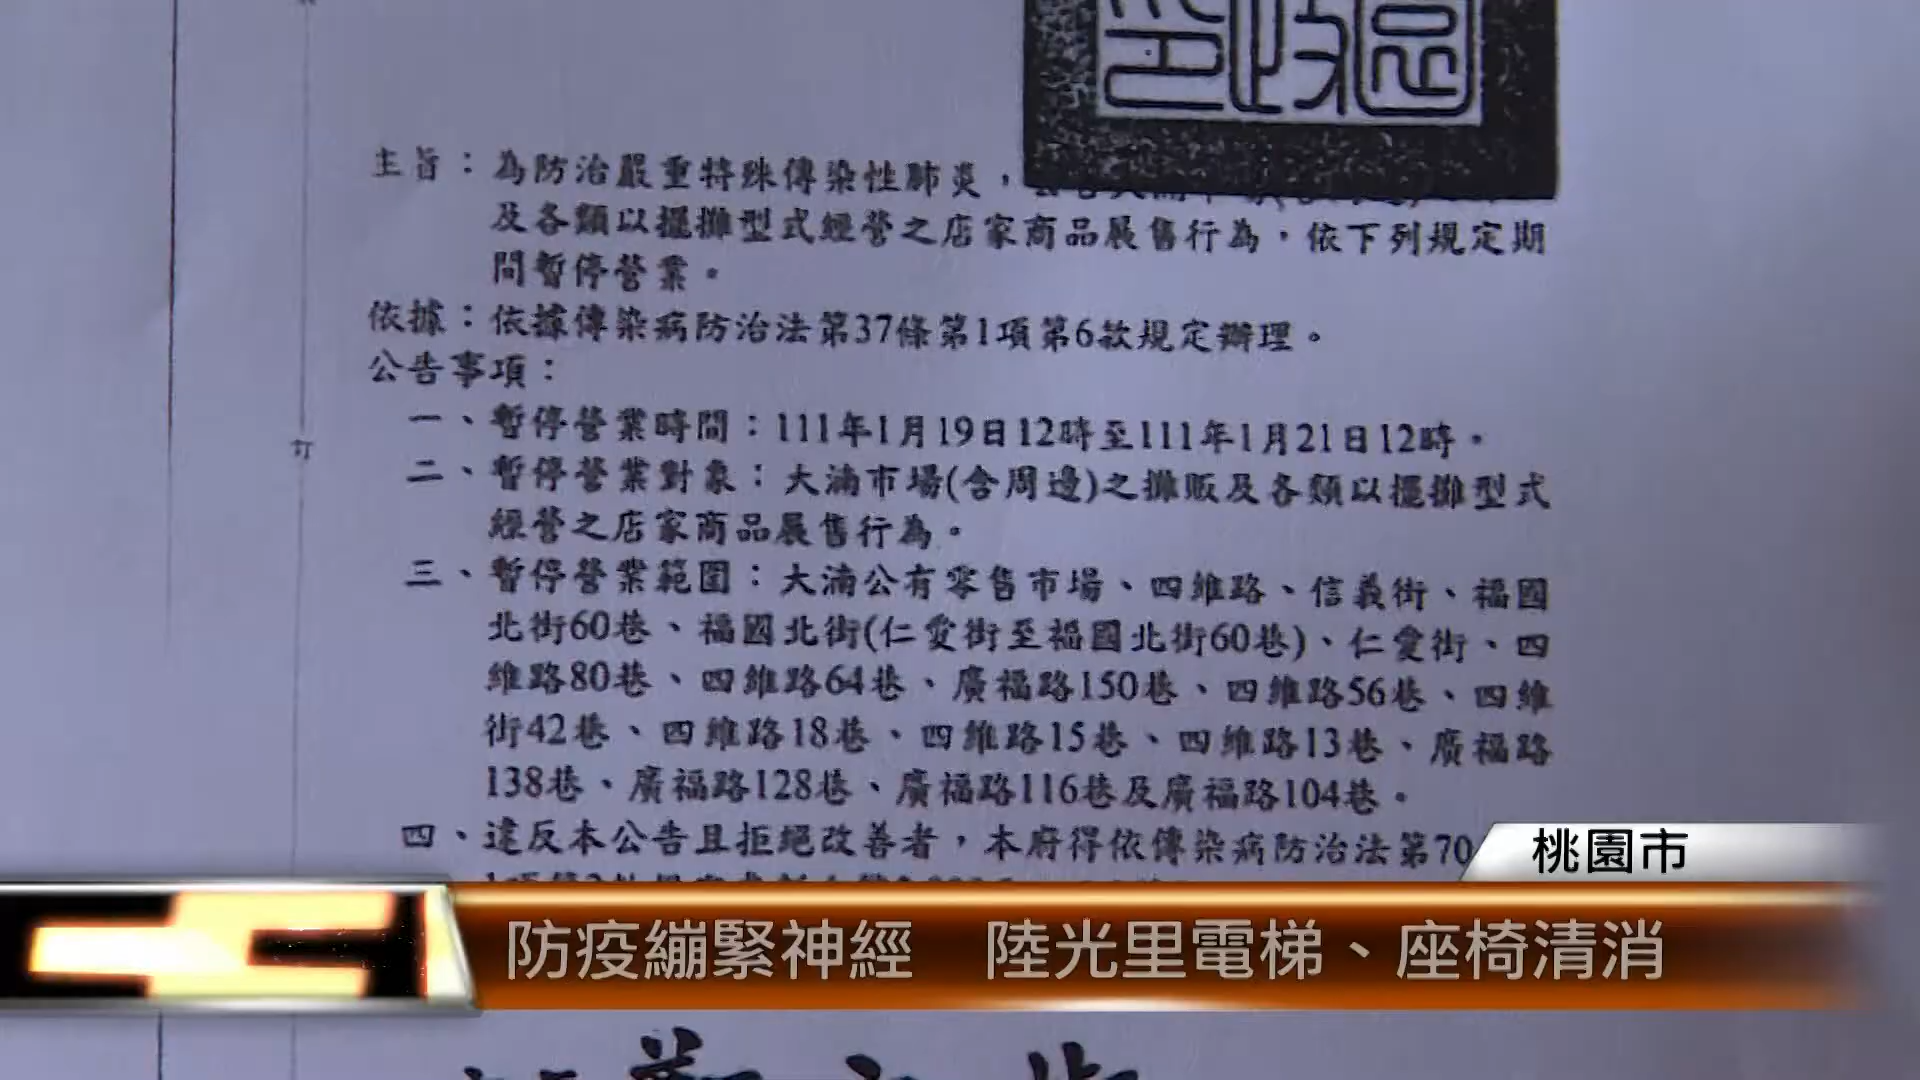 主旨：為防治嚴重特殊傳染性肺炎，
及各類以擺攤型式經營之店家商品展售行為，依下列規定期
間暫停營業。
依據：依據傳染病防治法第37條第1項第6款規定辦理。
公告事項：
一、暫停營業時間：111年1月19日12時至111年1月21日12時。
訂
二、暫停營業對象：大湳市場(含周邊)之攤販及各類以擺攤型式
經營之店家商品展售行為。
三、暫停營業範圍：大湳公有零售市場、四維路、信義街、福國
北街60巷、福國北街(仁愛街至福國北街60巷)、仁愛街、四
維路80巷、四維路64巷、廣福路150巷、四維路56巷、四維
街42巷、四維路18巷、四維路15巷、四維路13巷、廣福路
138巷、廣福路128巷、廣福路116巷及廣福路104巷。
四、違反本公告且拒絕改善者，本府得依傳染病防治法第70
桃園市
防疫繃緊神經　陸光里電梯、座椅清消